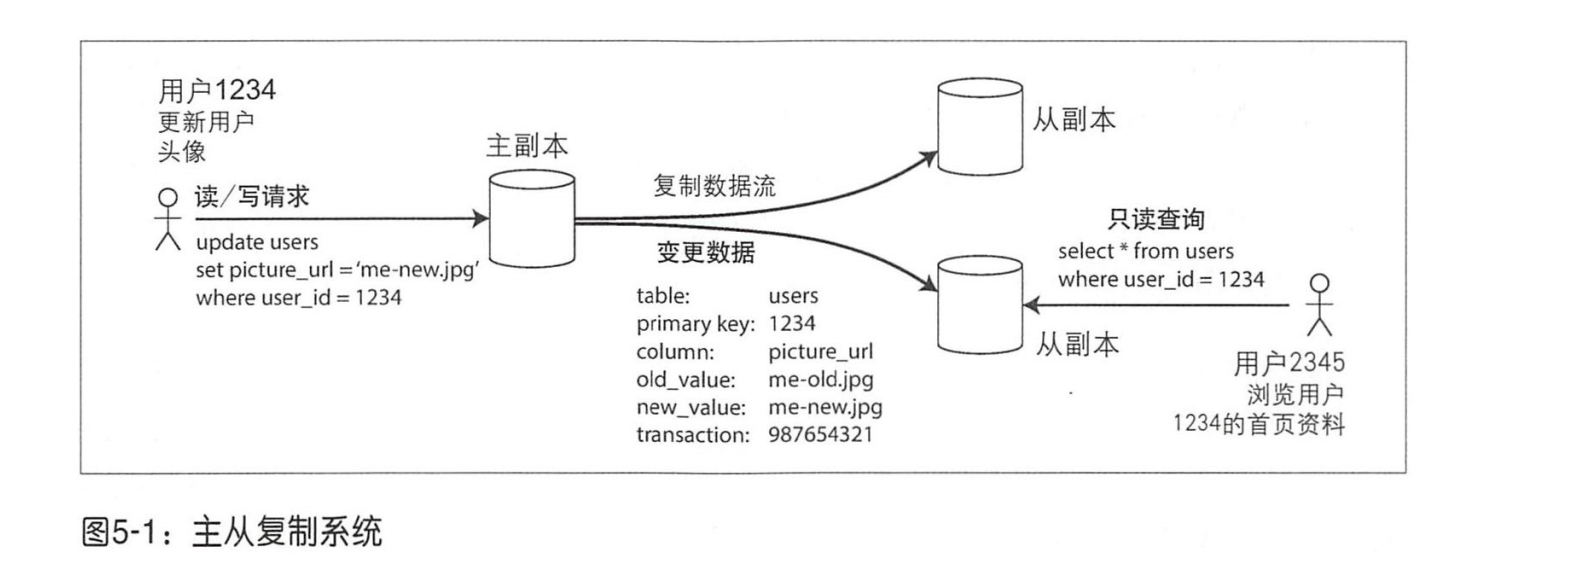 用户1234
更新用户
头像
读/写请求
update users
set picture_url = ‘me-new.jpg’
where user_id = 1234
主副本
复制数据流
变更数据
table: users
primary key: 1234
column: picture_url
old_value: me-old.jpg
new_value: me-new.jpg
transaction: 987654321
从副本
只读查询
select * from users
where user_id = 1234
从副本
用户2345
浏览用户
1234的首页资料
图5-1：主从复制系统